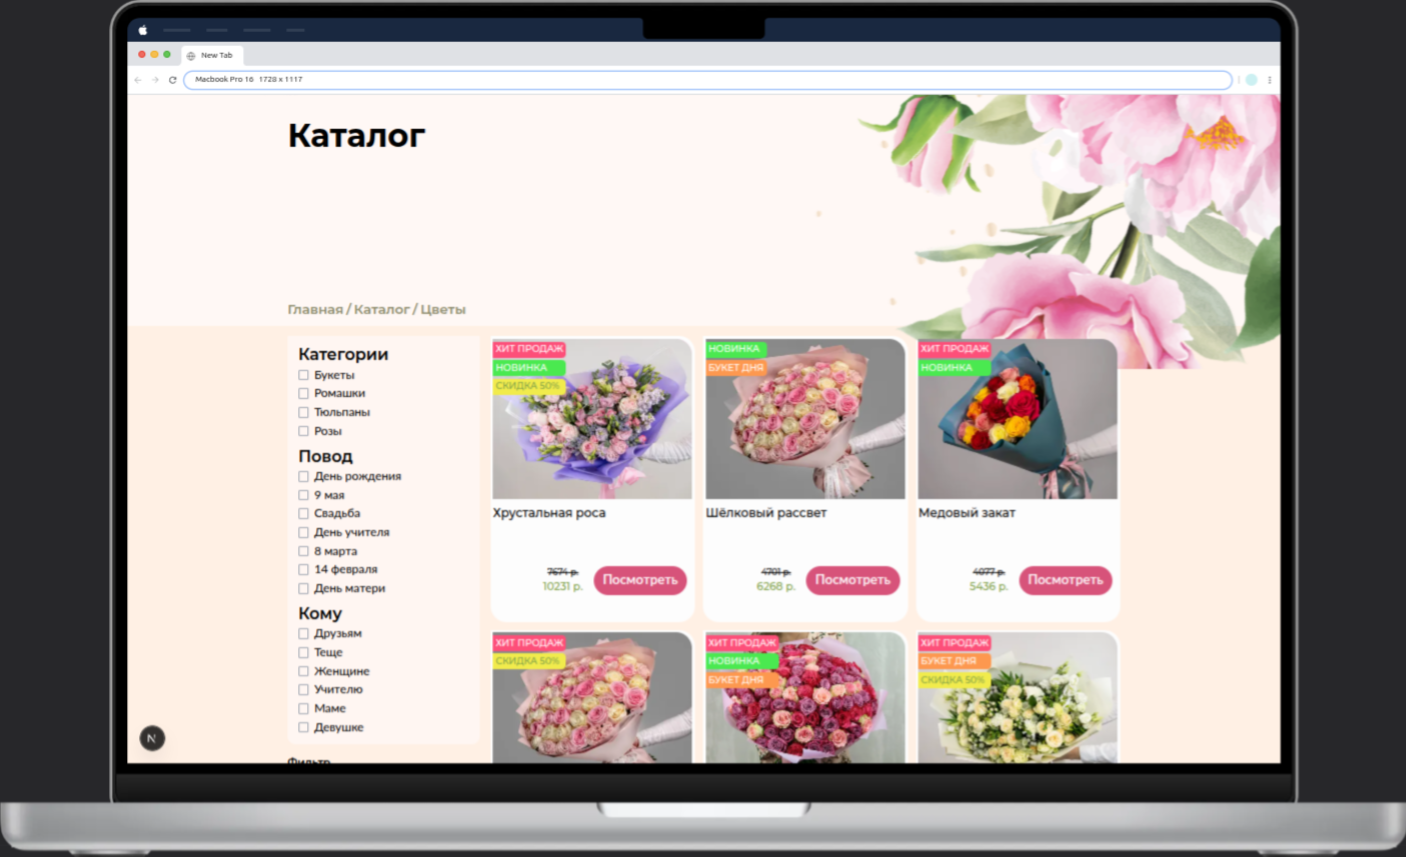 New Tab
Macbook Pro 16 1728 x 1117
Каталог
Главная / Каталог / Цветы
Категории
Букеты
Ромашки
Тюльпаны
Розы
Повод
День рождения
9 мая
Свадьба
День учителя
8 марта
14 февраля
День матери
Кому
Друзьям
Теще
Женщине
Учителю
Маме
Девушке
Фильтр
ХИТ ПРОДАЖ
НОВИНКА
СКИДКА 50%
Хрустальная роса
7674 р.
10231 р.
Посмотреть
НОВИНКА
БУКЕТ ДНЯ
Шёлковый рассвет
4701 р.
6268 р.
Посмотреть
ХИТ ПРОДАЖ
НОВИНКА
Медовый закат
4077 р.
5436 р.
Посмотреть
ХИТ ПРОДАЖ
СКИДКА 50%
ХИТ ПРОДАЖ
НОВИНКА
БУКЕТ ДНЯ
ХИТ ПРОДАЖ
БУКЕТ ДНЯ
СКИДКА 50%
N